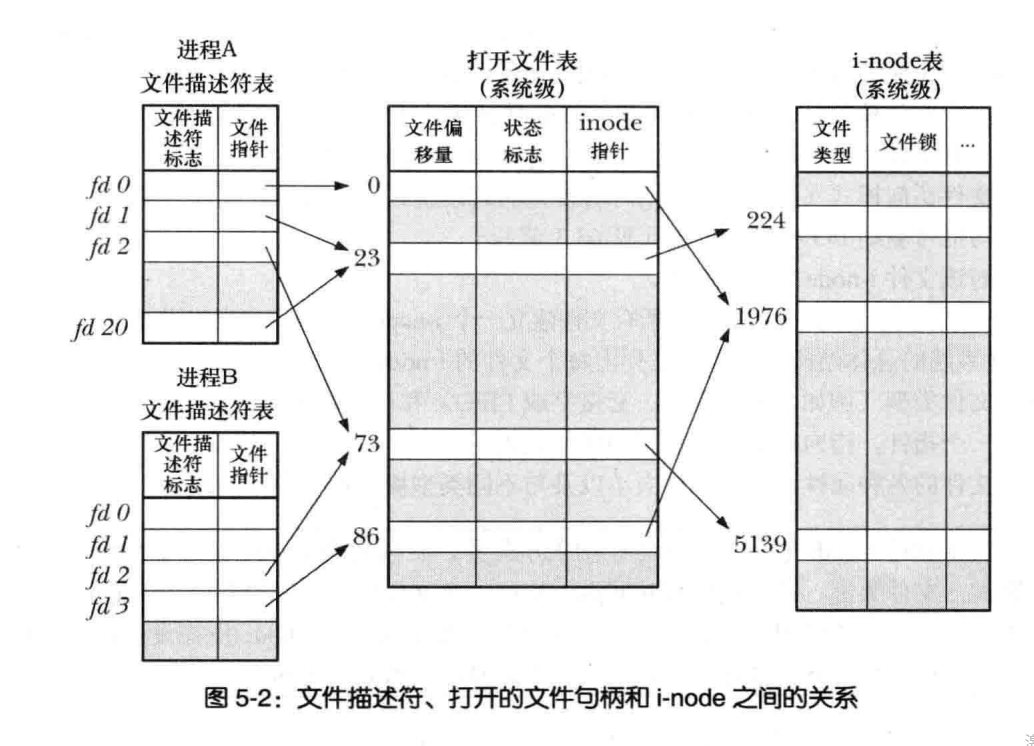 进程A
文件描述符表
文件描
述符
标志
文件
指针
fd 0
fd 1
fd 2
fd 20
进程B
文件描述符表
文件描
述符
标志
文件
指针
fd 0
fd 1
fd 2
fd 3
打开文件表
(系统级)
文件偏
移量
状态
标志
inode
指针
0
23
73
86
i-node表
(系统级)
文件
类型
文件锁
...
224
1976
5139
图 5-2：文件描述符、打开的文件句柄和 i-node 之间的关系